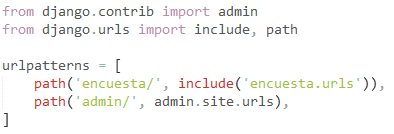 from django.contrib import admin
from django.urls import include, path

urlpatterns = [
    path('encuesta/', include('encuesta.urls')),
    path('admin/', admin.site.urls),
]